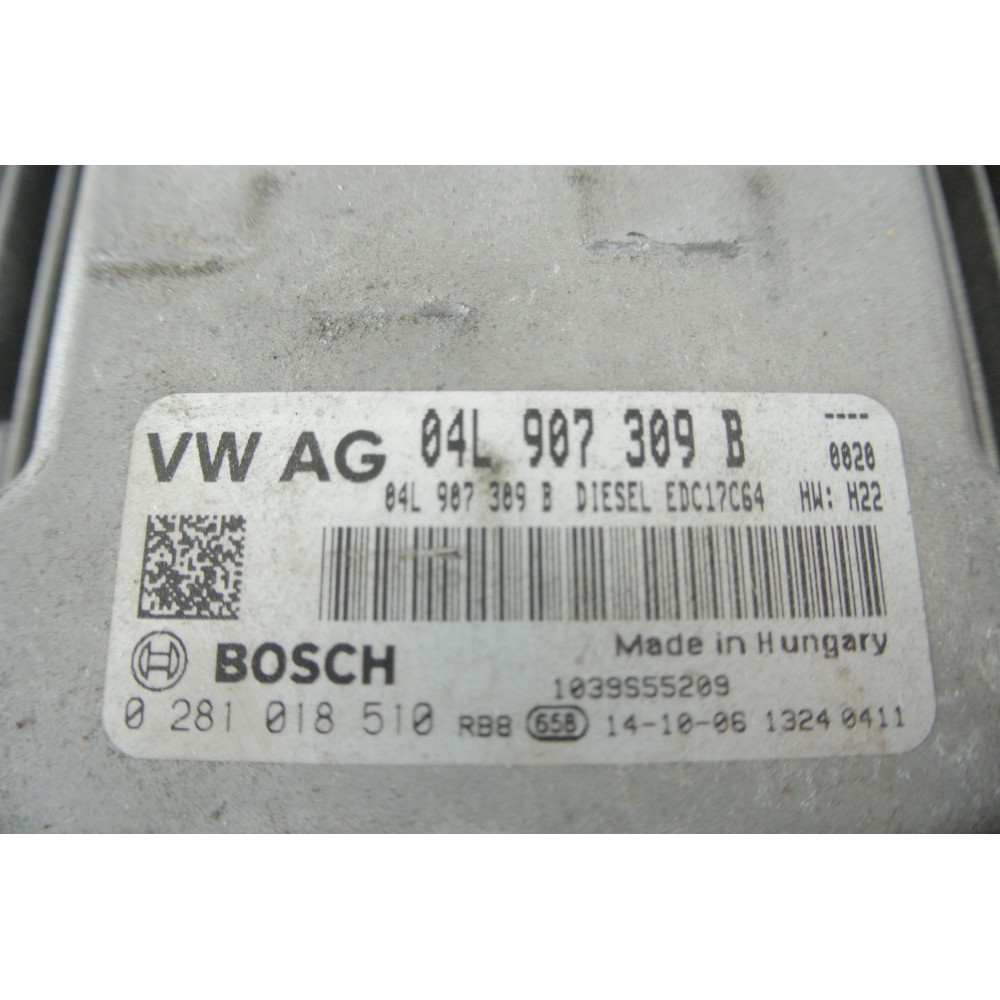 VW AG 04L 907 309 B ----
0020
04L 907 309 B DIESEL EDC17C64 HW: H22
Made in Hungary
BOSCH
1039S55209
0 281 018 510 RBB 658 14-10-06 1324 0411